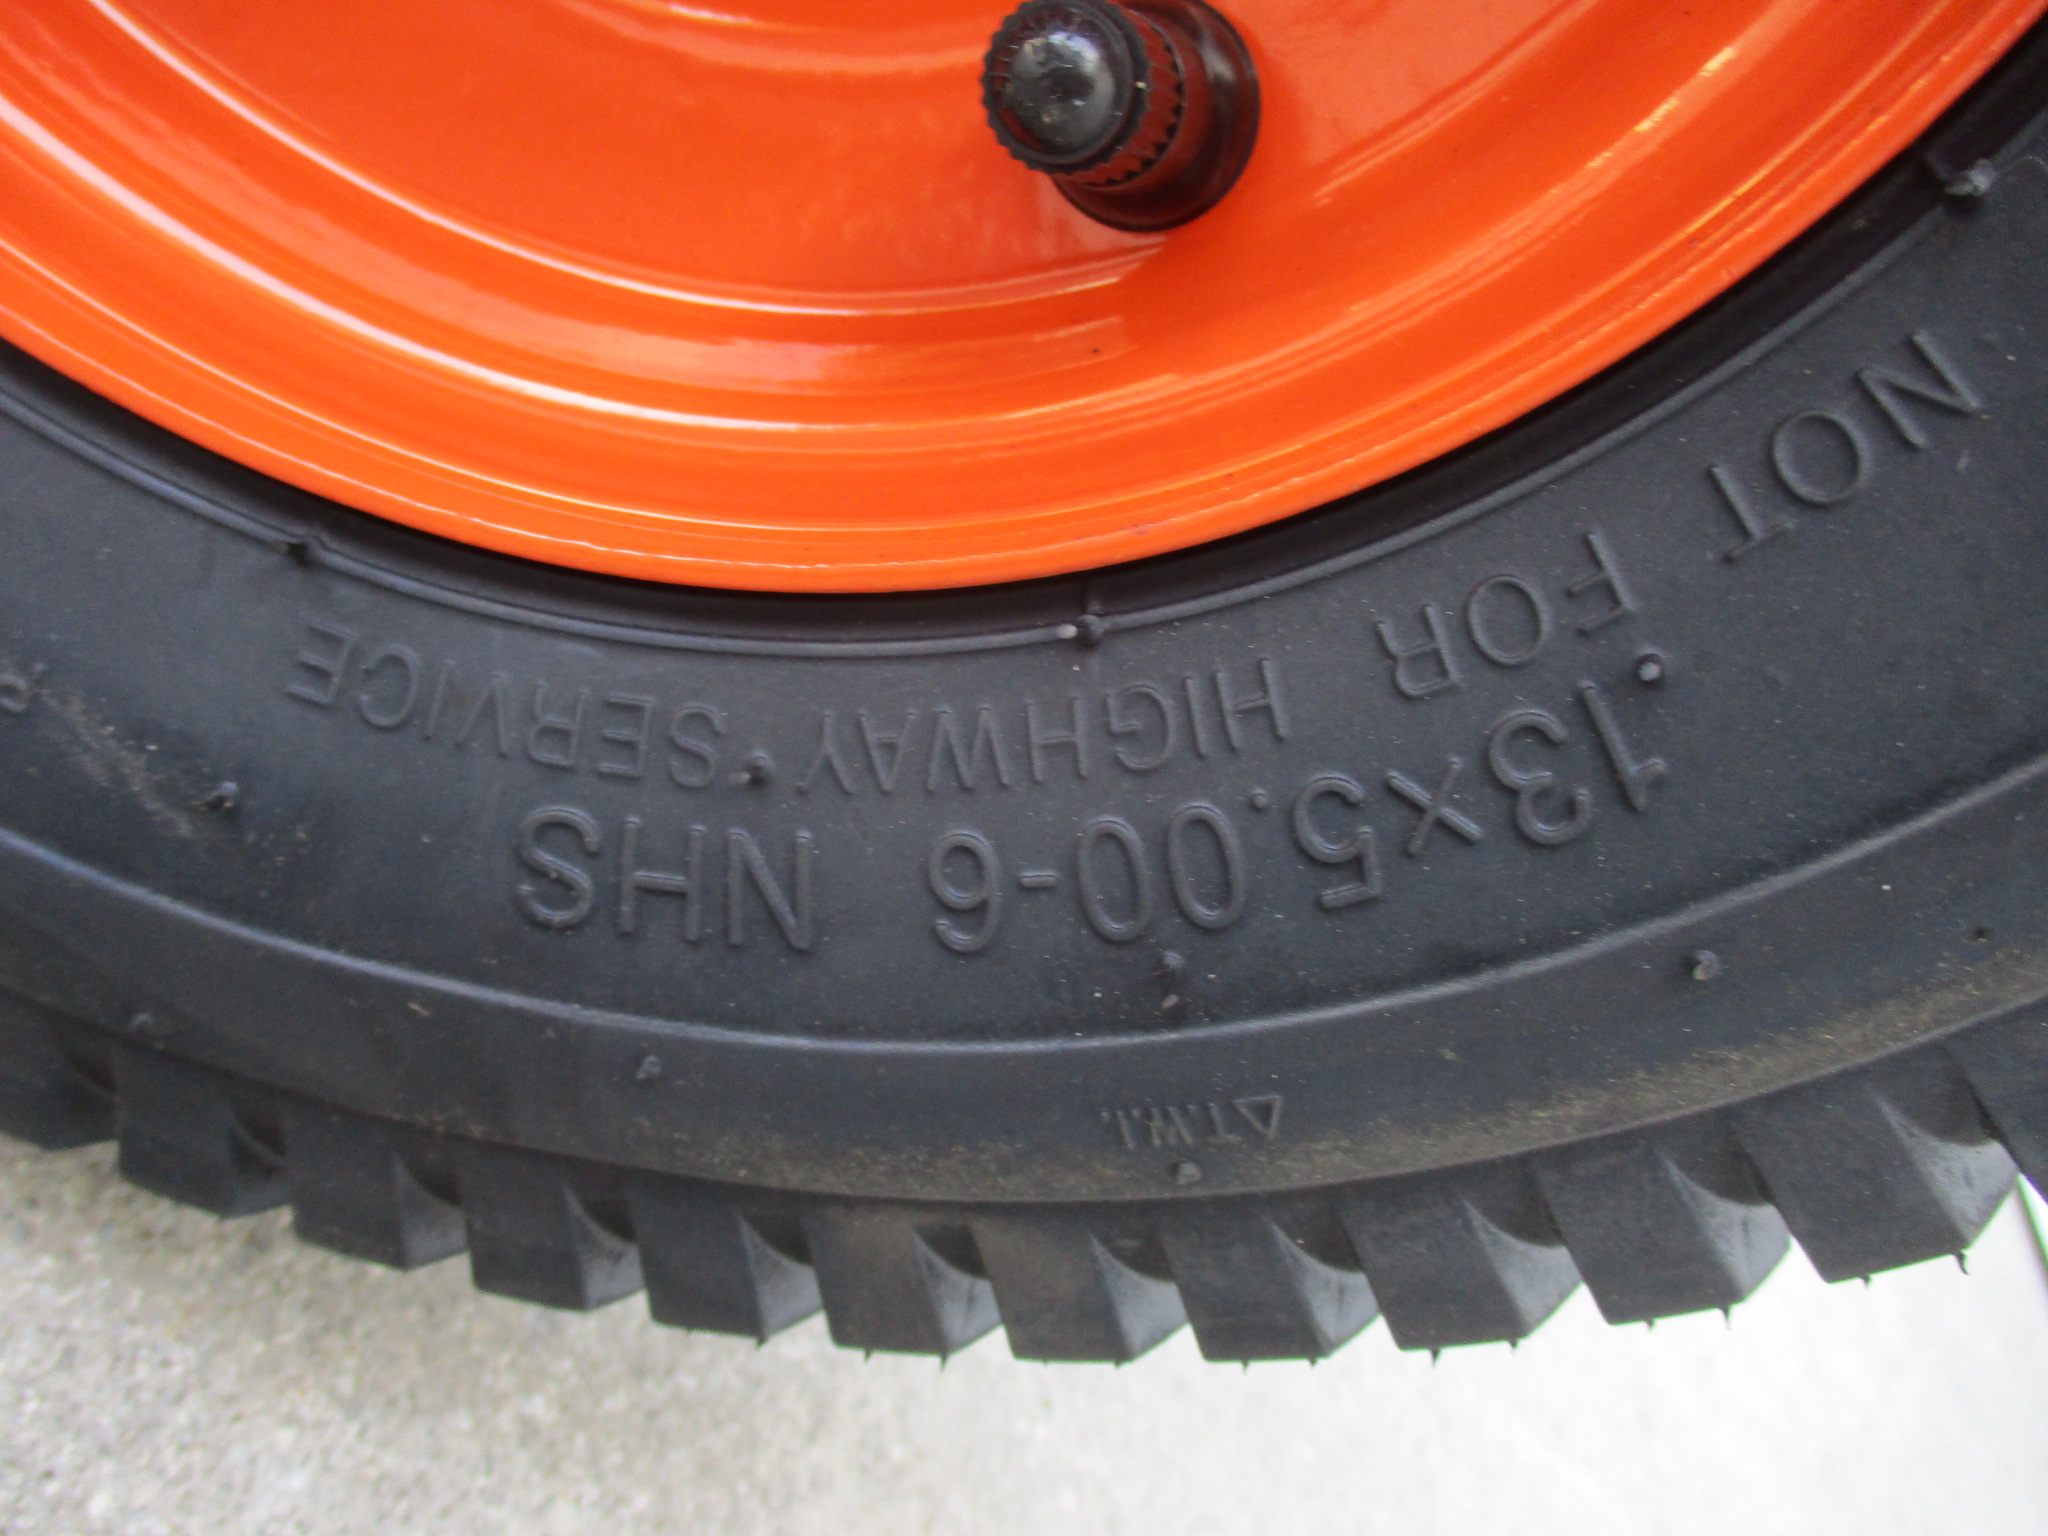 NOT FOR HIGHWAY SERVICE
13x5.00-6 NHS
△T.W.I.